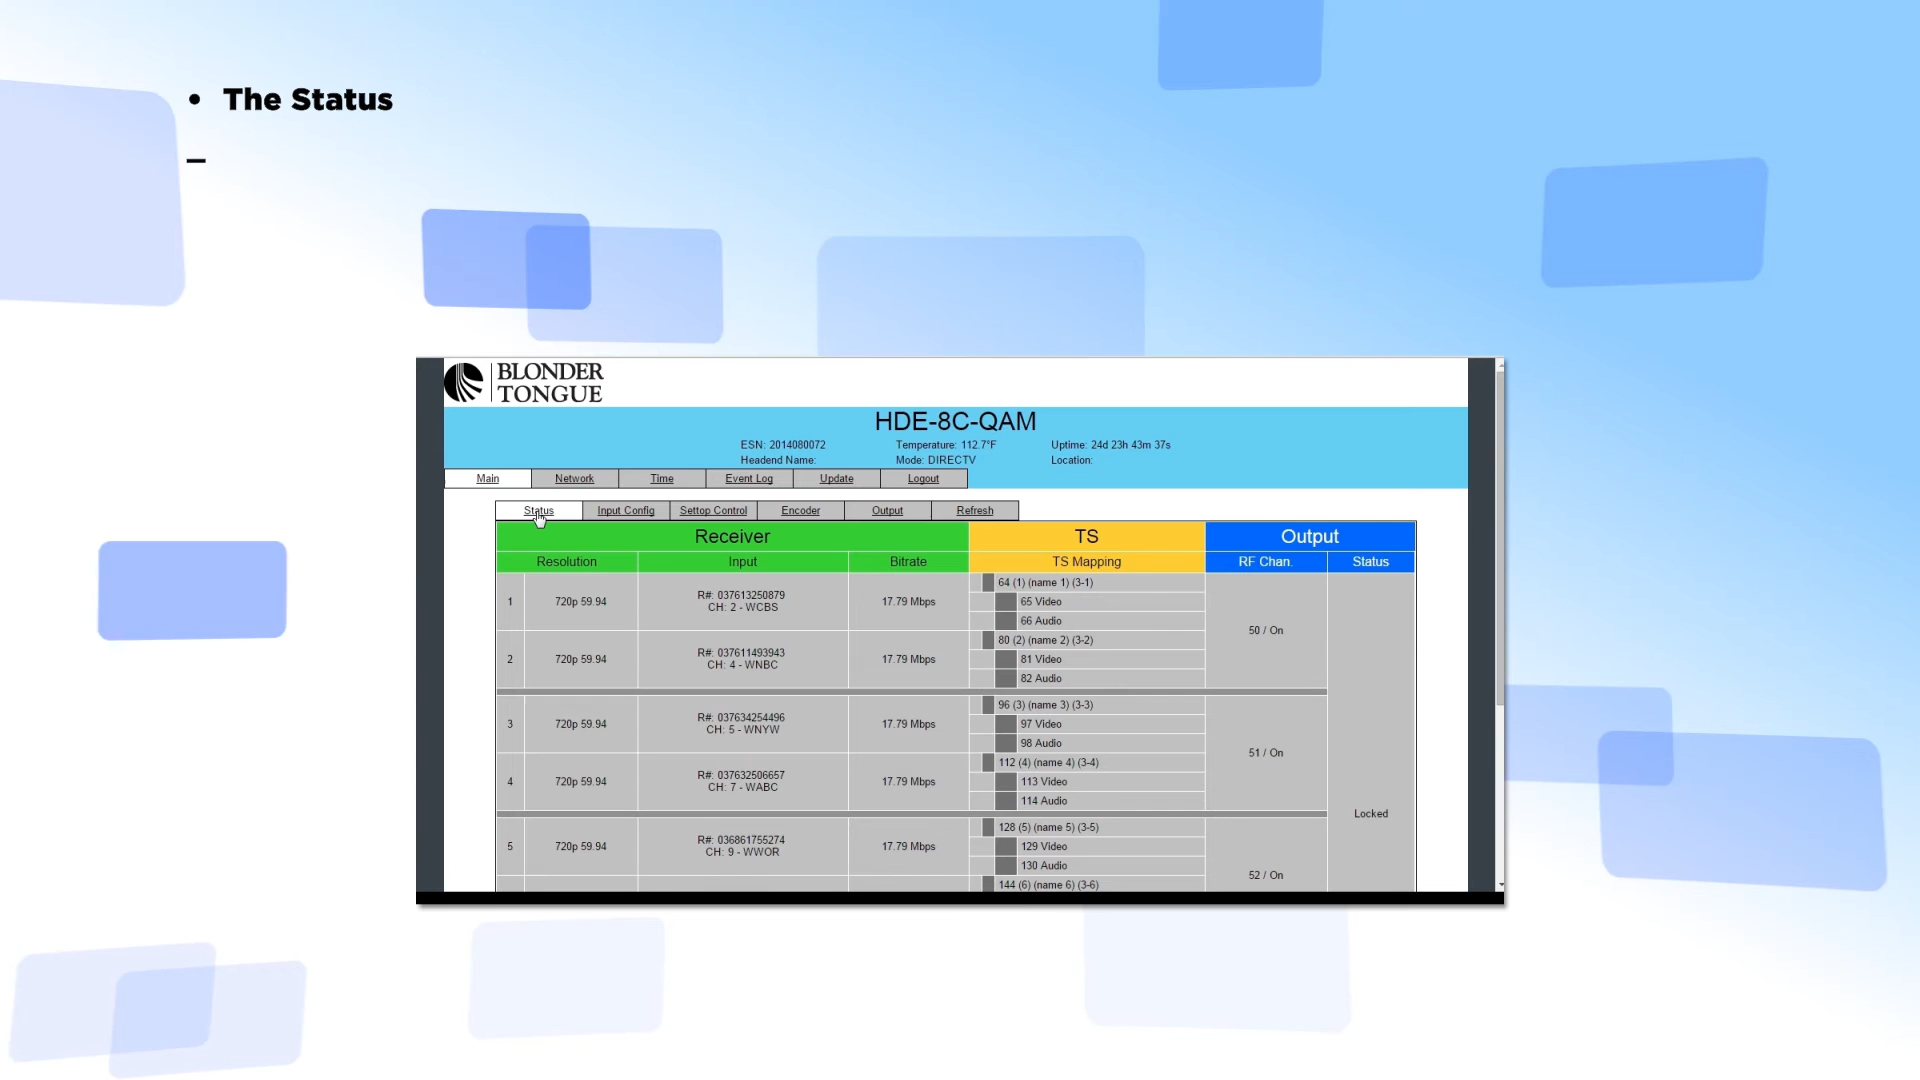 • The Status
–
BLONDER
TONGUE
HDE-8C-QAM
ESN: 2014080072 Temperature: 112.7°F Uptime: 24d 23h 43m 37s
Headend Name: Mode: DIRECTV Location:
Main Network Time Event Log Update Logout
Status Input Config Settop Control Encoder Output Refresh
Receiver TS Output
Resolution Input Bitrate TS Mapping RF Chan. Status
64 (1) (name 1) (3-1)
1 720p 59.94 R#: 037613250879 17.79 Mbps 65 Video
CH: 2 - WCBS
66 Audio
50 / On
80 (2) (name 2) (3-2)
2 720p 59.94 R#: 037611493943 17.79 Mbps 81 Video
CH: 4 - WNBC
82 Audio
96 (3) (name 3) (3-3)
3 720p 59.94 R#: 037634254496 17.79 Mbps 97 Video
CH: 5 - WNYW
98 Audio
51 / On
112 (4) (name 4) (3-4)
4 720p 59.94 R#: 037632506657 17.79 Mbps 113 Video
CH: 7 - WABC
114 Audio
Locked
128 (5) (name 5) (3-5)
5 720p 59.94 R#: 036861755274 17.79 Mbps 129 Video
CH: 9 - WWOR
130 Audio
52 / On
144 (6) (name 6) (3-6)